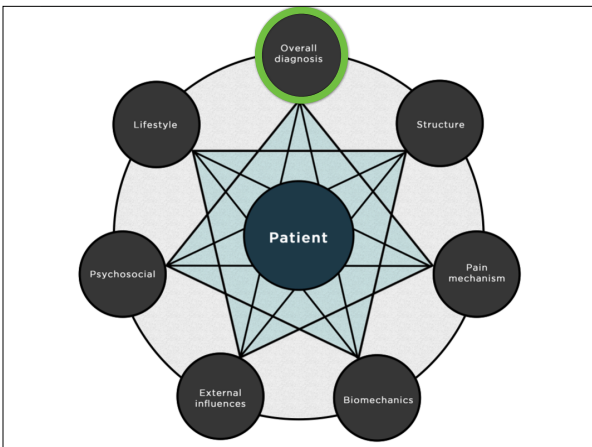 Overall
diagnosis
Lifestyle
Structure
Patient
Psychosocial
Pain
mechanism
External
influences
Biomechanics